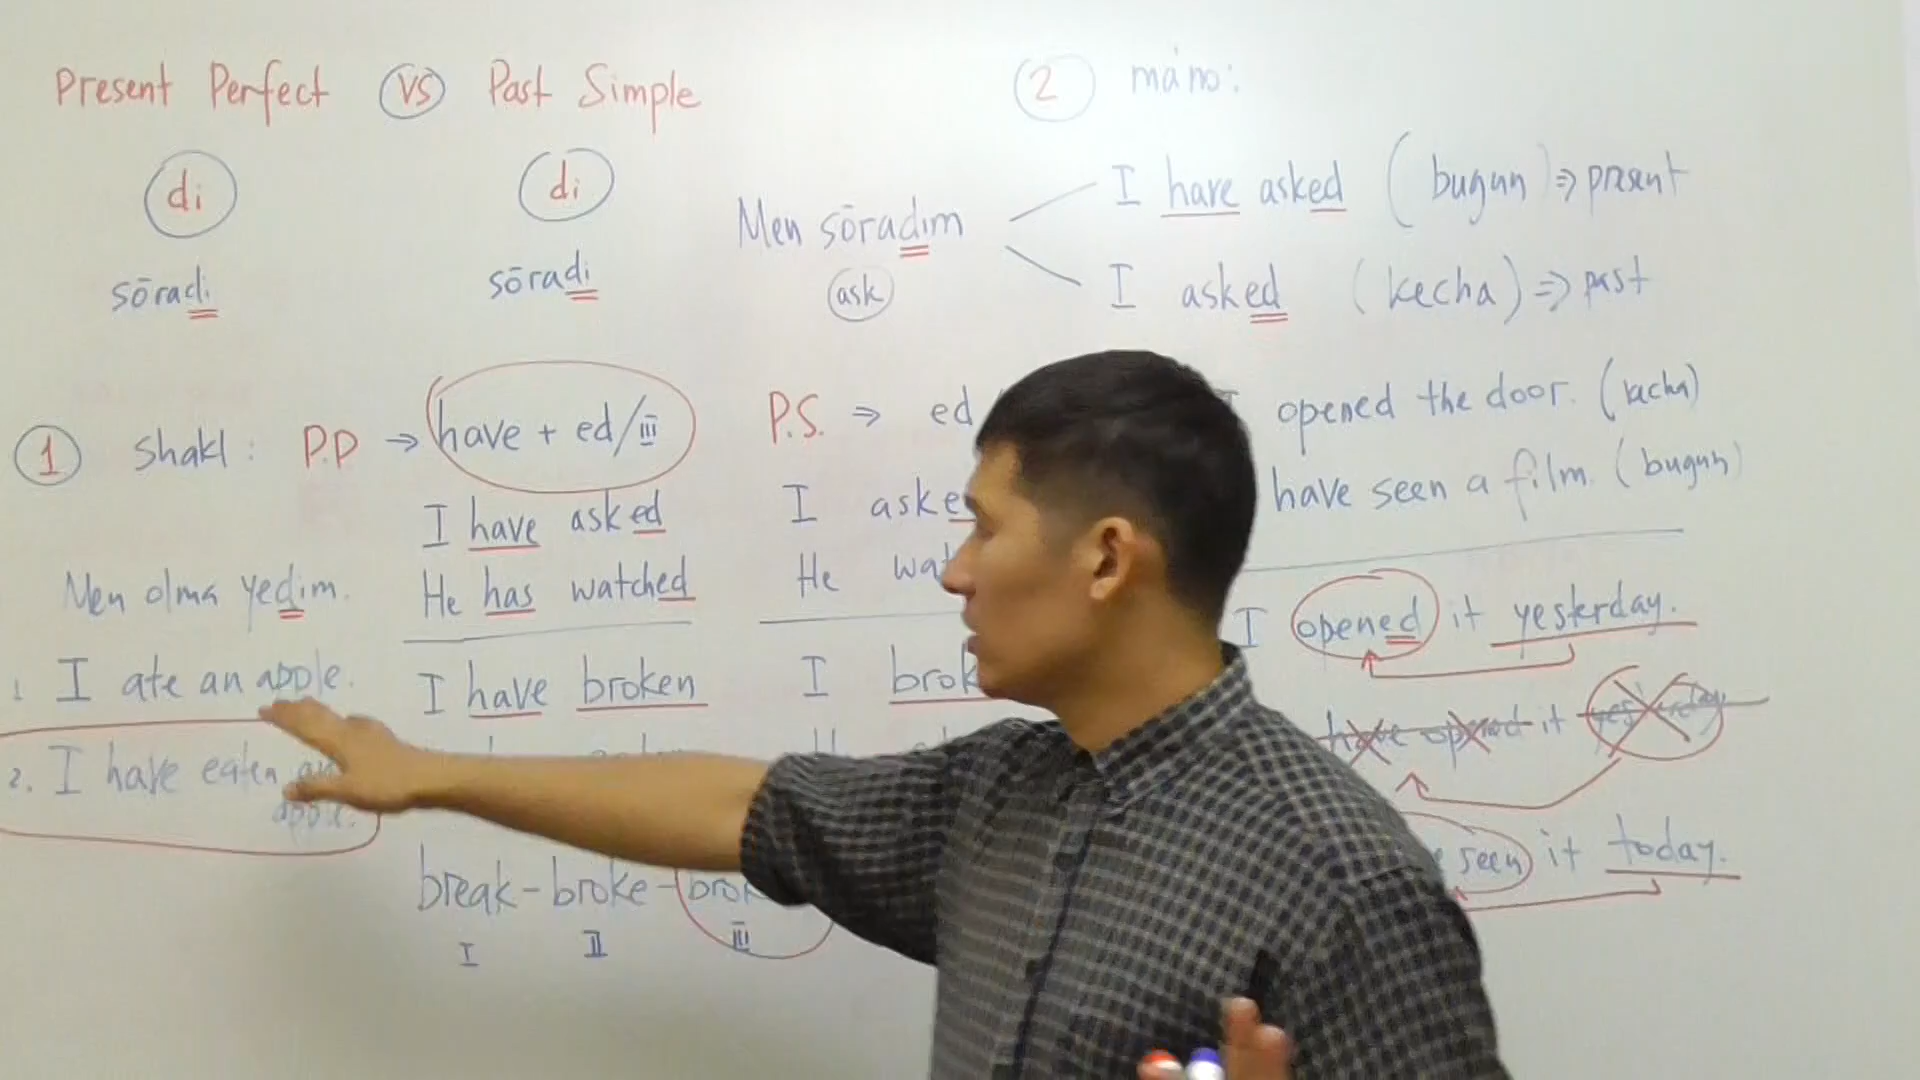 Present Perfect VS Past Simple
di di
sōradi sōradi
1 Shakl: P.P → have + ed/III
I have asked
He has watched
I have broken
break - broke -
I II III
Men olma yedim.
1. I ate an apple.
2. I have eaten an
apple.
P.S. ⇒ ed
I aske
He wat
I brok
2 ma'no:
Men sōradim
ask
I have asked (bugun) ⇒ present
I asked (kecha) ⇒ past
opened the door. (kecha)
have seen a film. (bugun)
I opened it yesterday.
have opened it yesterday
seen it today.